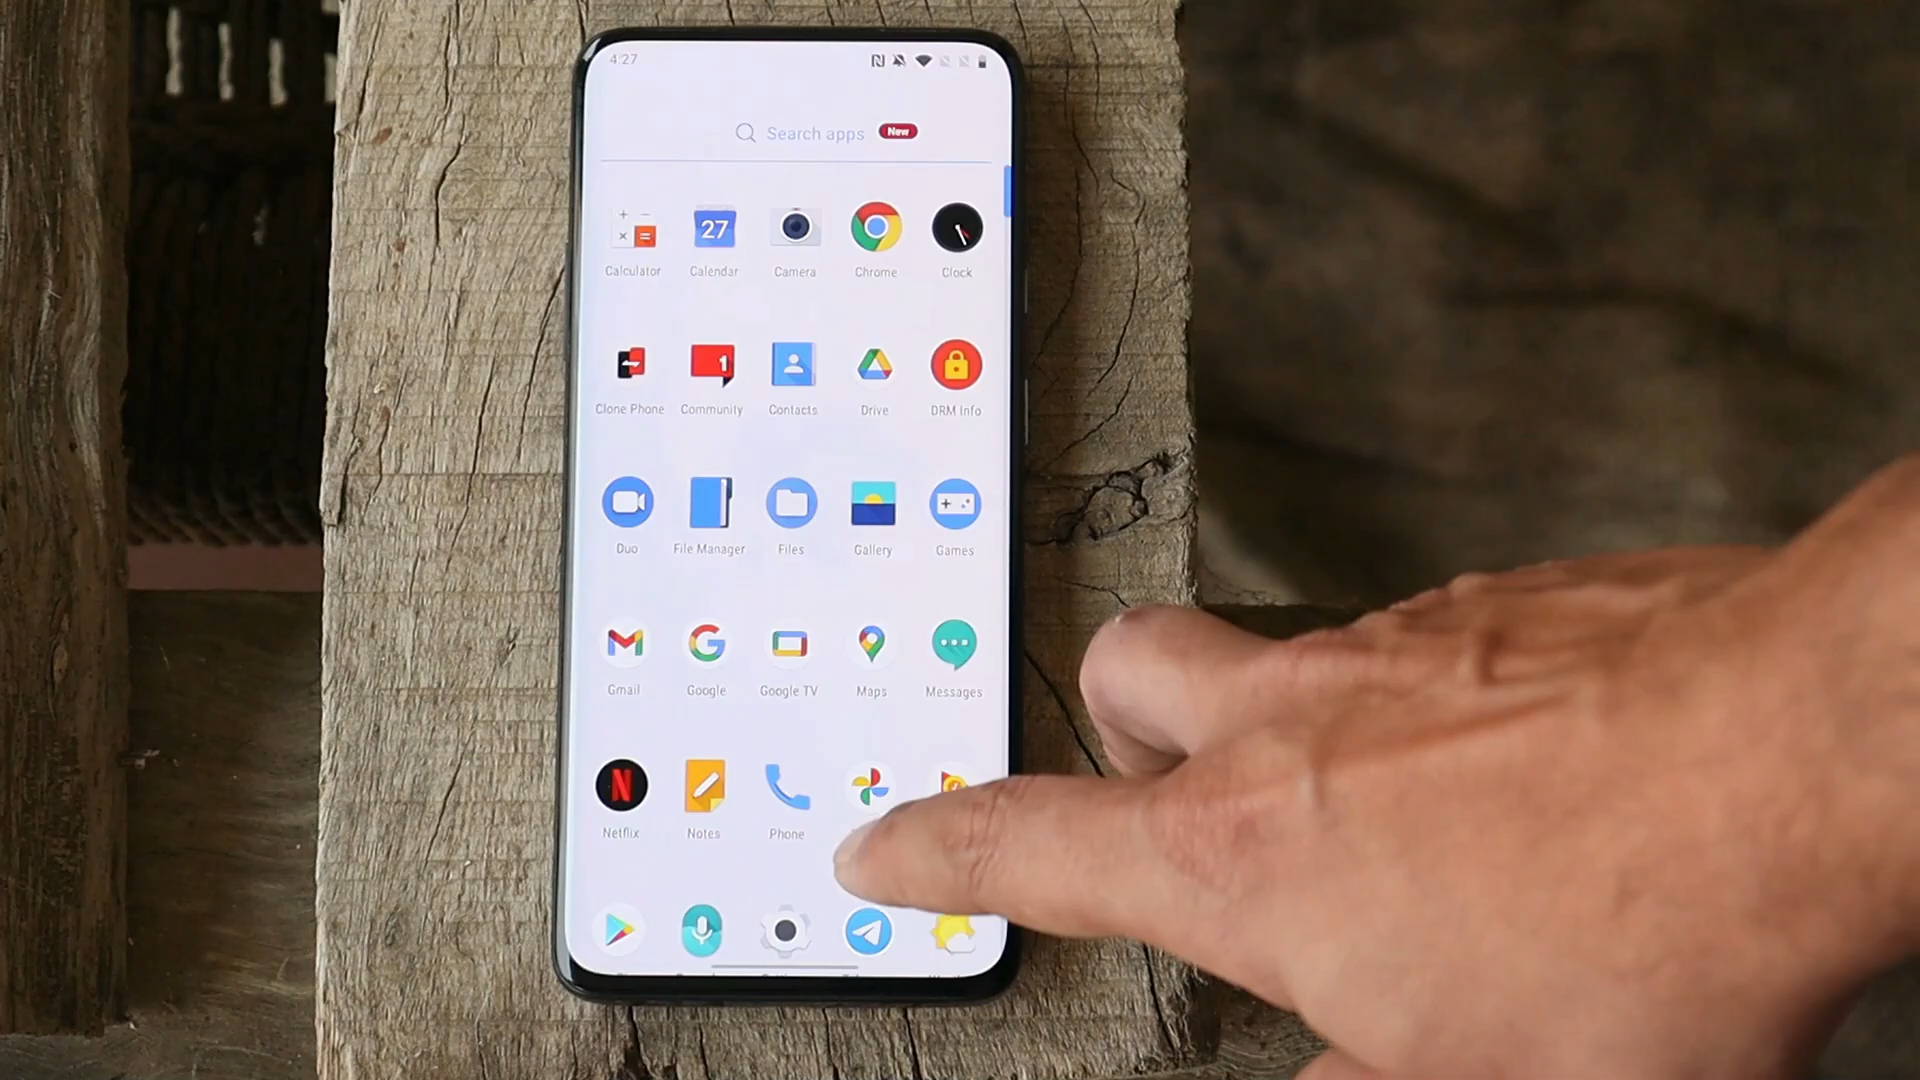 4:27
Search apps New
27
Calculator Calendar Camera Chrome Clock
1
Clone Phone Community Contacts Drive DRM Info
Duo File Manager Files Gallery Games
Gmail Google Google TV Maps Messages
N
Netflix Notes Phone